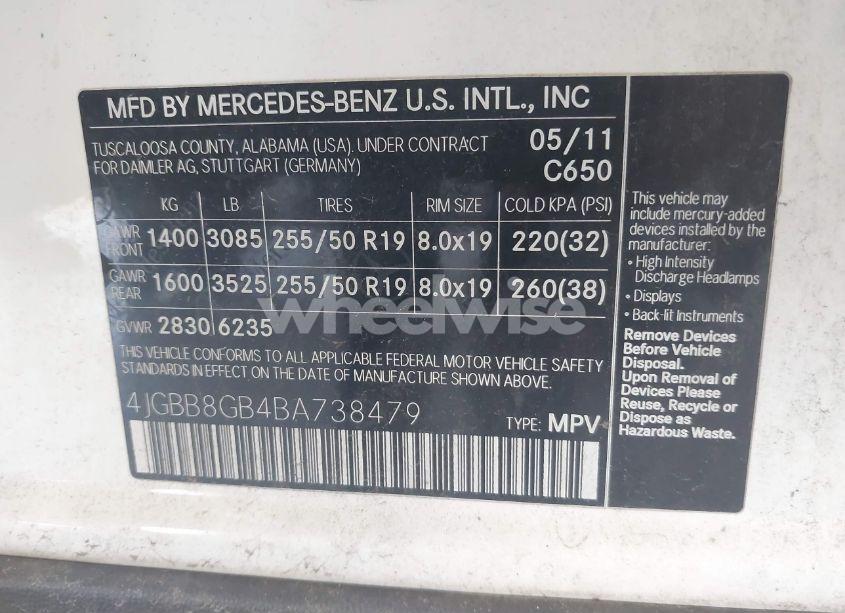 MFD BY MERCEDES-BENZ U.S. INTL., INC
TUSCALOOSA COUNTY, ALABAMA (USA). UNDER CONTRACT
FOR DAIMLER AG, STUTTGART (GERMANY)
05/11
C650
KG LB TIRES RIM SIZE COLD KPA (PSI)
GAWR FRONT 1400 3085 255/50 R19 8.0x19 220(32)
GAWR REAR 1600 3525 255/50 R19 8.0x19 260(38)
GVWR 2830 6235
THIS VEHICLE CONFORMS TO ALL APPLICABLE FEDERAL MOTOR VEHICLE SAFETY
STANDARDS IN EFFECT ON THE DATE OF MANUFACTURE SHOWN ABOVE.
4JGBB8GB4BA738479
TYPE: MPV
This vehicle may
include mercury-added
devices installed by the
manufacturer:
• High Intensity
Discharge Headlamps
• Displays
• Back-lit Instruments
Remove Devices
Before Vehicle
Disposal.
Upon Removal of
Devices Please
Reuse, Recycle or
Dispose as
Hazardous Waste.
wheelwise